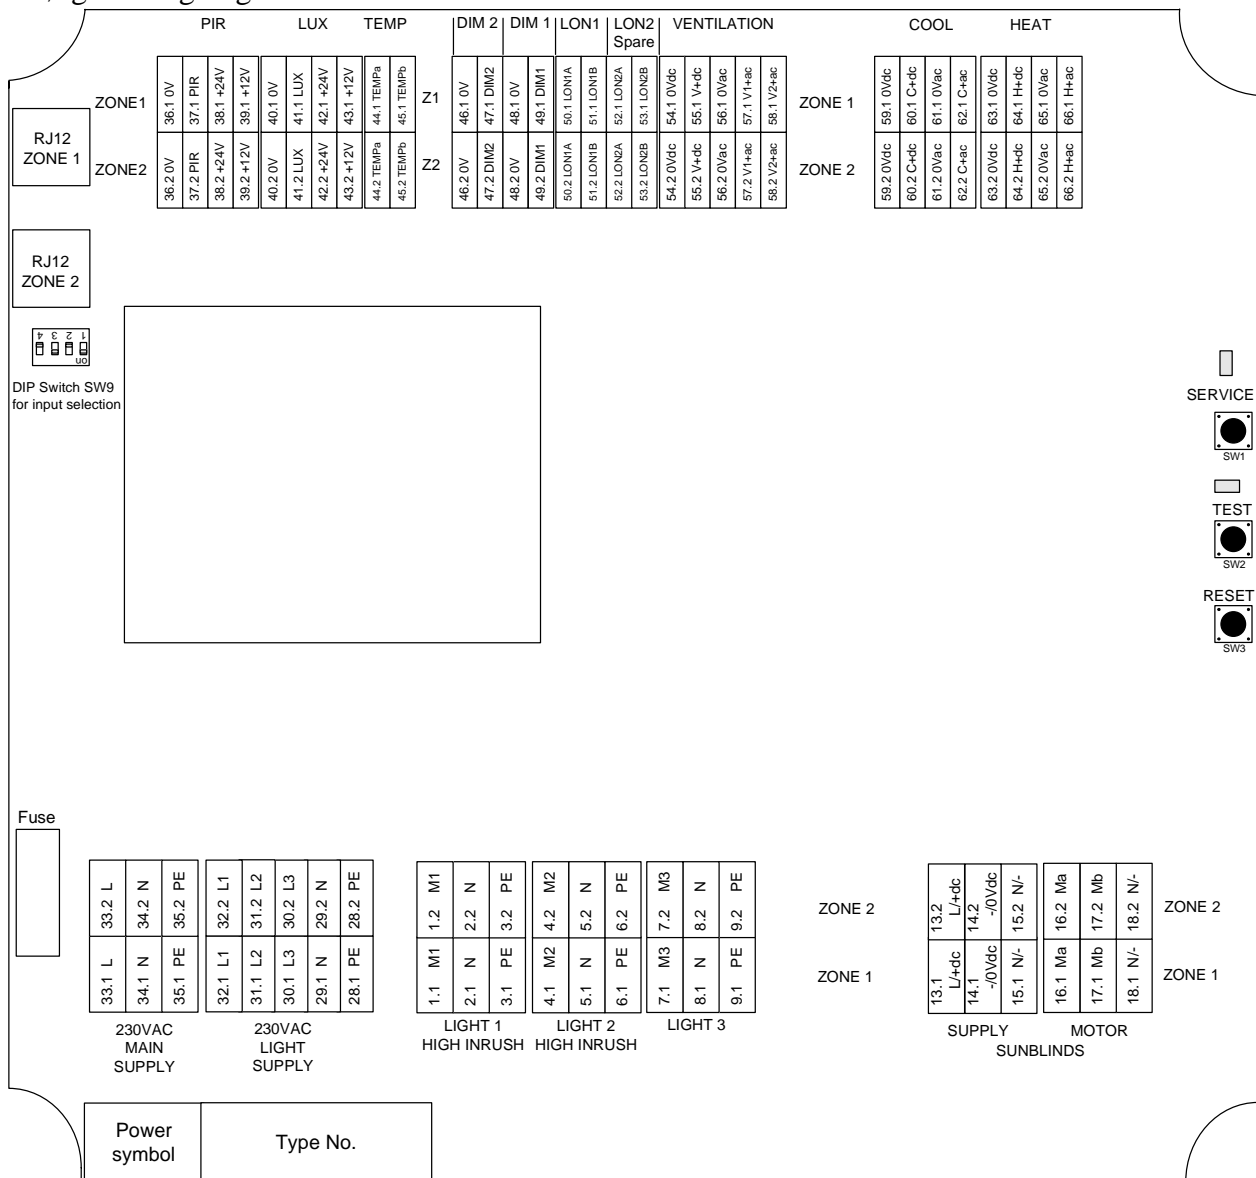 PIR LUX TEMP DIM 2 DIM 1 LON1 LON2 VENTILATION COOL HEAT
Spare
ZONE1 36.1 0V 37.1 PIR 38.1 +24V 39.1 +12V 40.1 0V 41.1 LUX 42.1 +24V 43.1 +12V 44.1 TEMPa 45.1 TEMPb Z1 46.1 0V 47.1 DIM2 48.1 0V 49.1 DIM1 50.1 LON1A 51.1 LON1B 52.1 LON2A 53.1 LON2B 54.1 0Vdc 55.1 V+dc 56.1 0Vac 57.1 V1+ac 58.1 V2+ac ZONE 1 59.1 0Vdc 60.1 C+dc 61.1 0Vac 62.1 C+ac 63.1 0Vdc 64.1 H+dc 65.1 0Vac 66.1 H+ac
RJ12
ZONE 1
ZONE2 36.2 0V 37.2 PIR 38.2 +24V 39.2 +12V 40.2 0V 41.2 LUX 42.2 +24V 43.2 +12V 44.2 TEMPa 45.2 TEMPb Z2 46.2 0V 47.2 DIM2 48.2 0V 49.2 DIM1 50.2 LON1A 51.2 LON1B 52.2 LON2A 53.2 LON2B 54.2 0Vdc 55.2 V+dc 56.2 0Vac 57.2 V1+ac 58.2 V2+ac ZONE 2 59.2 0Vdc 60.2 C+dc 61.2 0Vac 62.2 C+ac 63.2 0Vdc 64.2 H+dc 65.2 0Vac 66.2 H+ac
RJ12
ZONE 2
4 3 2 1
on
DIP Switch SW9
for input selection
SERVICE
SW1
TEST
SW2
RESET
SW3
Fuse
33.2 L 34.2 N 35.2 PE 32.2 L1 31.2 L2 30.2 L3 29.2 N 28.2 PE 1.2 M1 2.2 N 3.2 PE 4.2 M2 5.2 N 6.2 PE 7.2 M3 8.2 N 9.2 PE ZONE 2 13.2 L/+dc 14.2 -/0Vdc 15.2 N/- 16.2 Ma 17.2 Mb 18.2 N/- ZONE 2
33.1 L 34.1 N 35.1 PE 32.1 L1 31.1 L2 30.1 L3 29.1 N 28.1 PE 1.1 M1 2.1 N 3.1 PE 4.1 M2 5.1 N 6.1 PE 7.1 M3 8.1 N 9.1 PE ZONE 1 13.1 L/+dc 14.1 -/0Vdc 15.1 N/- 16.1 Ma 17.1 Mb 18.1 N/- ZONE 1
230VAC
MAIN
SUPPLY
230VAC
LIGHT
SUPPLY
LIGHT 1
HIGH INRUSH
LIGHT 2
HIGH INRUSH
LIGHT 3
SUPPLY MOTOR
SUNBLINDS
Power
symbol
Type No.